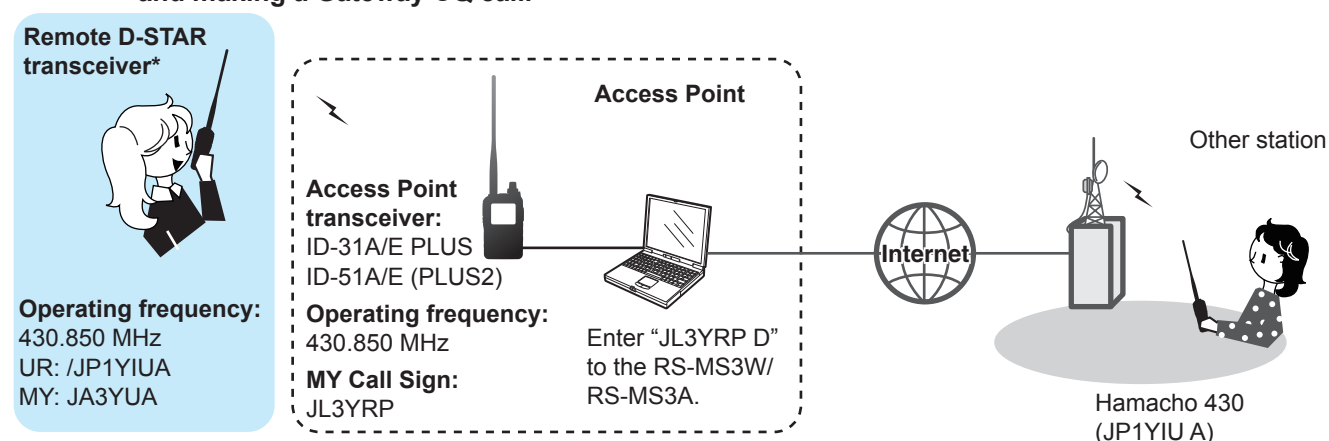 and making a Gateway CQ call
Remote D-STAR
transceiver*
Operating frequency:
430.850 MHz
UR: /JP1YIUA
MY: JA3YUA
Access Point
Access Point
transceiver:
ID-31A/E PLUS
ID-51A/E (PLUS2)
Operating frequency:
430.850 MHz
MY Call Sign:
JL3YRP
Enter “JL3YRP D”
to the RS-MS3W/
RS-MS3A.
Internet
Other station
Hamacho 430
(JP1YIU A)